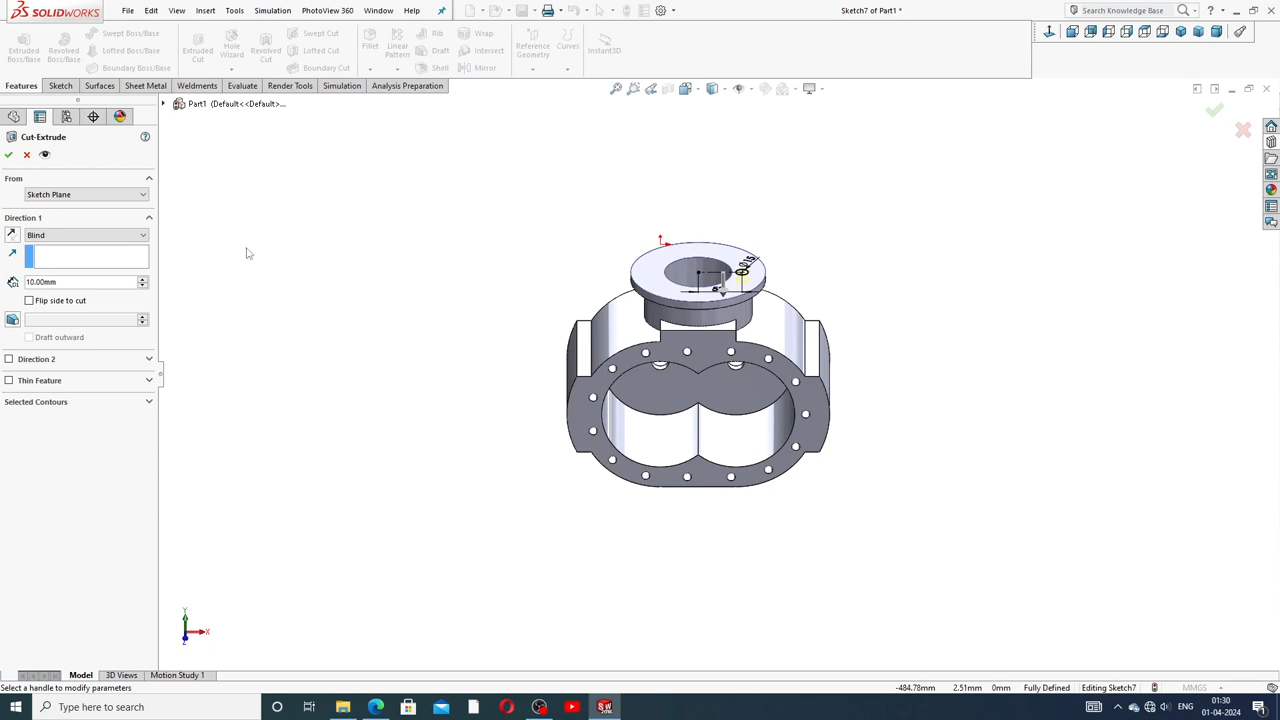 SOLIDWORKS File Edit View Insert Tools Simulation PhotoView 360 Window Help Sketch7 of Part1 * Search Knowledge Base
Extruded Boss/Base Revolved Boss/Base Swept Boss/Base Lofted Boss/Base Boundary Boss/Base Extruded Cut Hole Wizard Revolved Cut Swept Cut Lofted Cut Boundary Cut Fillet Linear Pattern Rib Draft Shell Wrap Intersect Mirror Reference Geometry Curves Instant3D
Features Sketch Surfaces Sheet Metal Weldments Evaluate Render Tools Simulation Analysis Preparation
Part1 (Default<<Default>...
Cut-Extrude
From
Sketch Plane
Direction 1
Blind
10.00mm
Flip side to cut
Draft outward
Direction 2
Thin Feature
Selected Contours
Y
X
Z
Model 3D Views Motion Study 1
Select a handle to modify parameters -484.78mm 2.51mm 0mm Fully Defined Editing Sketch7 MMGS
Type here to search ENG 01:30
01-04-2024